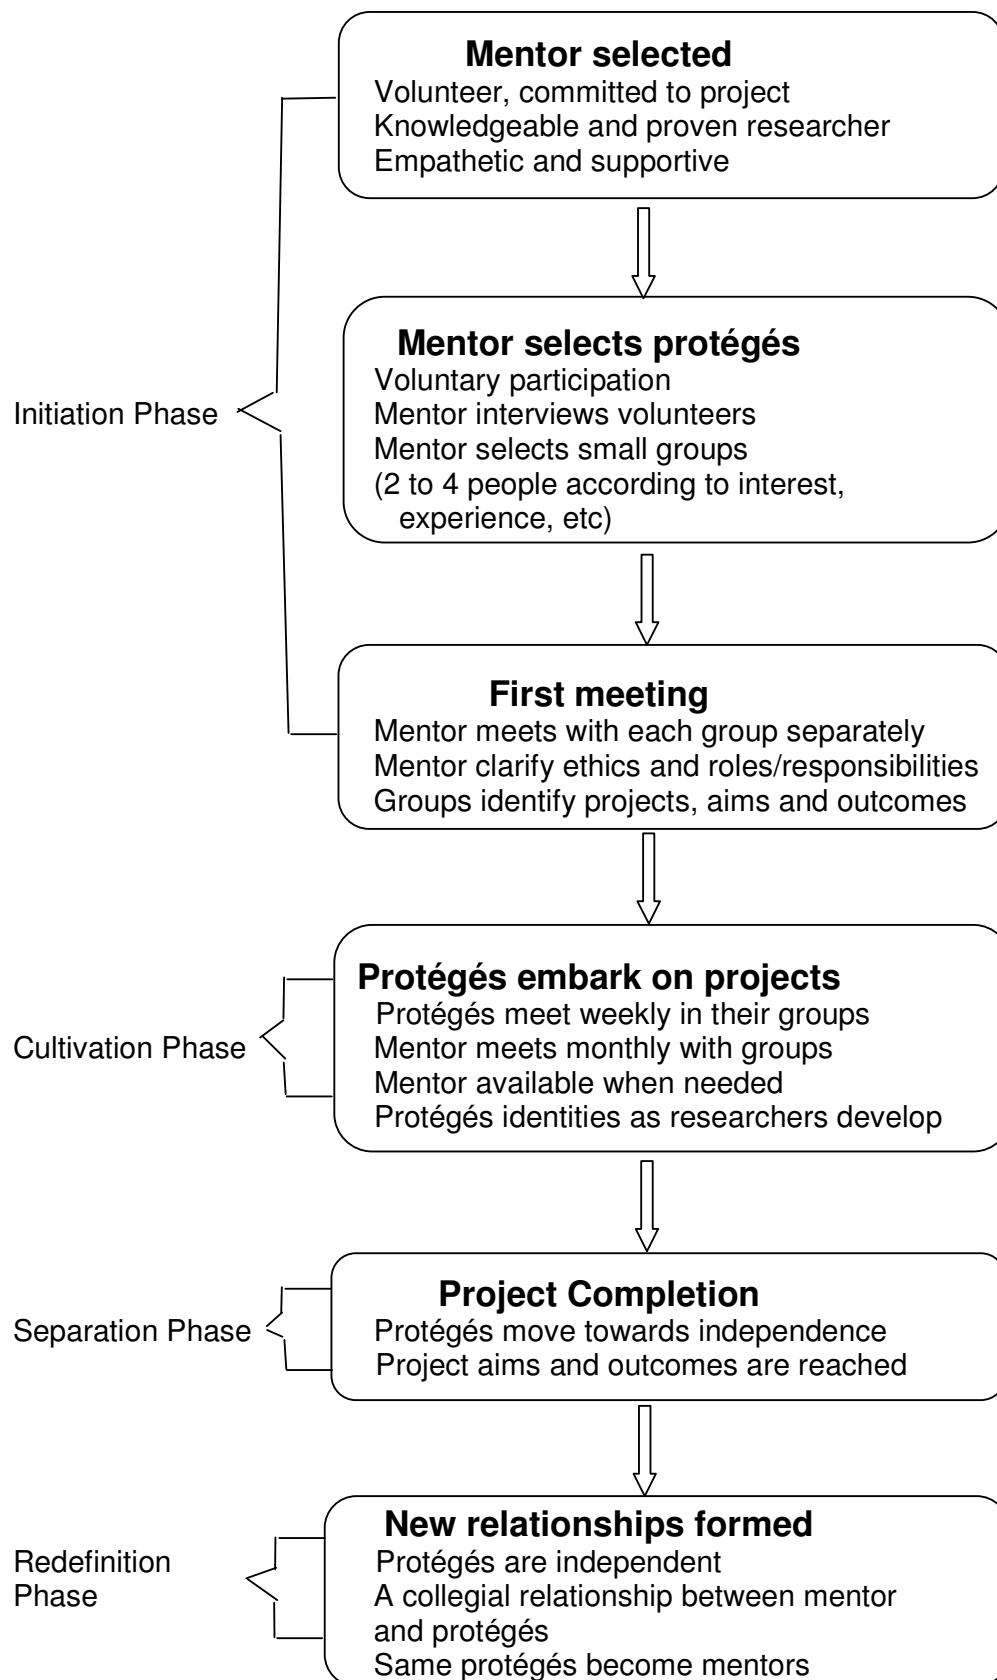 Mentor selected
Volunteer, committed to project
Knowledgeable and proven researcher
Empathetic and supportive
Initiation Phase
Mentor selects protégés
Voluntary participation
Mentor interviews volunteers
Mentor selects small groups
(2 to 4 people according to interest,
experience, etc)
First meeting
Mentor meets with each group separately
Mentor clarify ethics and roles/responsibilities
Groups identify projects, aims and outcomes
Cultivation Phase
Protégés embark on projects
Protégés meet weekly in their groups
Mentor meets monthly with groups
Mentor available when needed
Protégés identities as researchers develop
Separation Phase
Project Completion
Protégés move towards independence
Project aims and outcomes are reached
Redefinition
Phase
New relationships formed
Protégés are independent
A collegial relationship between mentor
and protégés
Same protégés become mentors